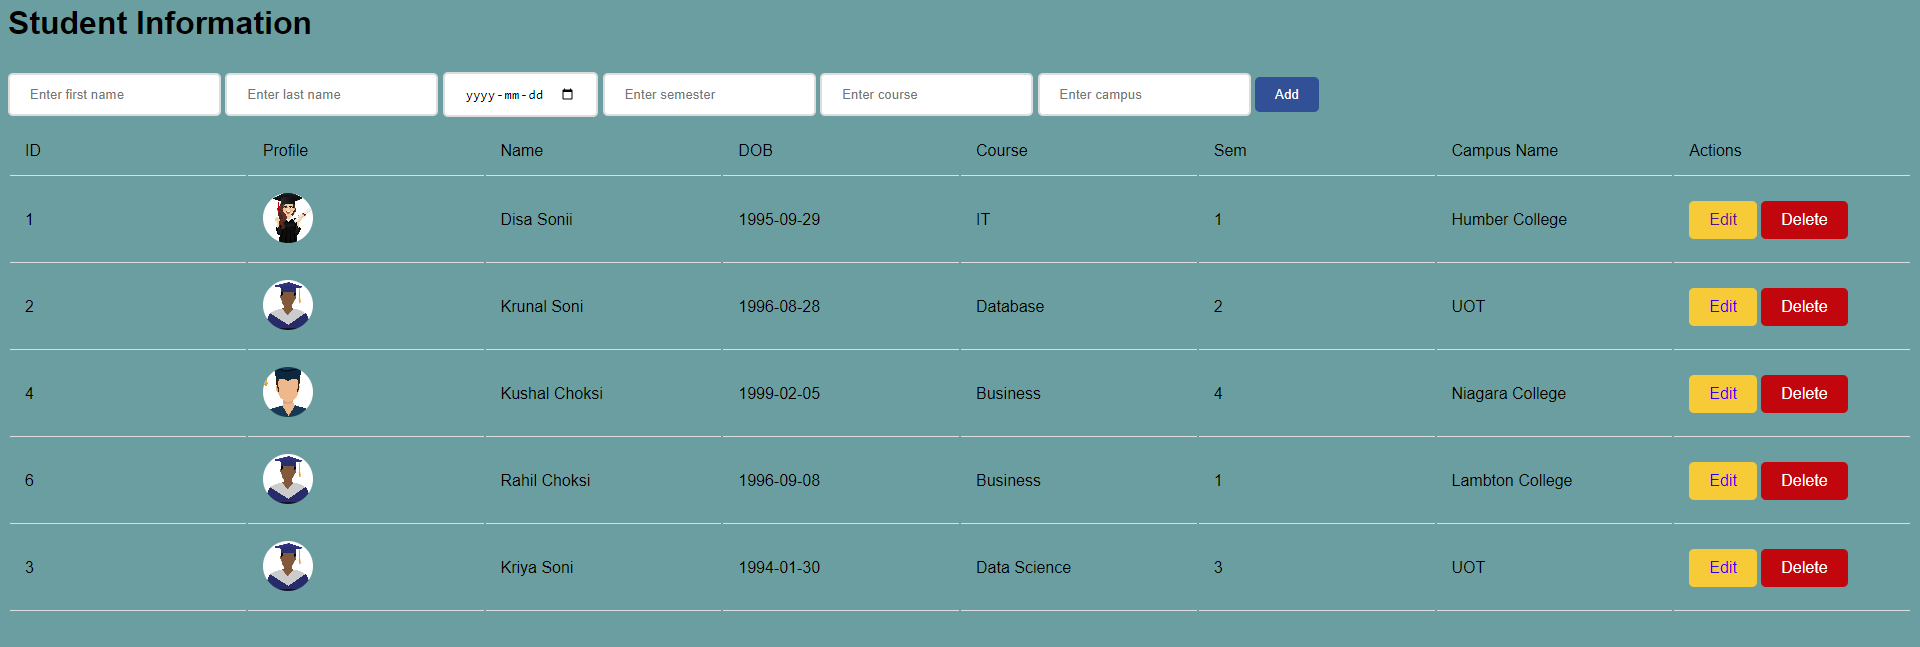 Student Information
Enter first name Enter last name yyyy-mm-dd Enter semester Enter course Enter campus Add
ID Profile Name DOB Course Sem Campus Name Actions
1 Disa Sonii 1995-09-29 IT 1 Humber College Edit Delete
2 Krunal Soni 1996-08-28 Database 2 UOT Edit Delete
4 Kushal Choksi 1999-02-05 Business 4 Niagara College Edit Delete
6 Rahil Choksi 1996-09-08 Business 1 Lambton College Edit Delete
3 Kriya Soni 1994-01-30 Data Science 3 UOT Edit Delete